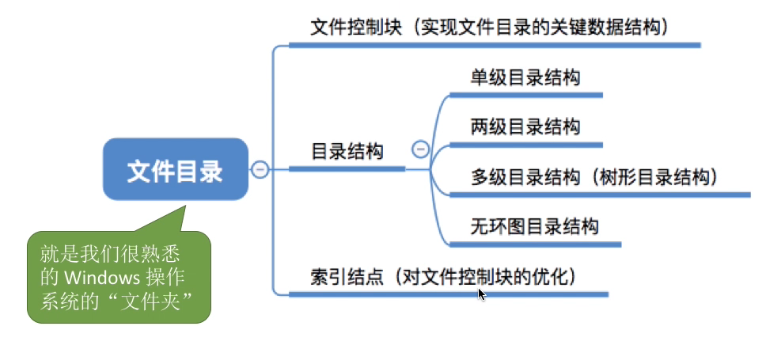 文件控制块（实现文件目录的关键数据结构）
单级目录结构
两级目录结构
目录结构
文件目录
多级目录结构（树形目录结构）
无环图目录结构
就是我们很熟悉
的 Windows 操作
系统的“文件夹”
索引结点（对文件控制块的优化）